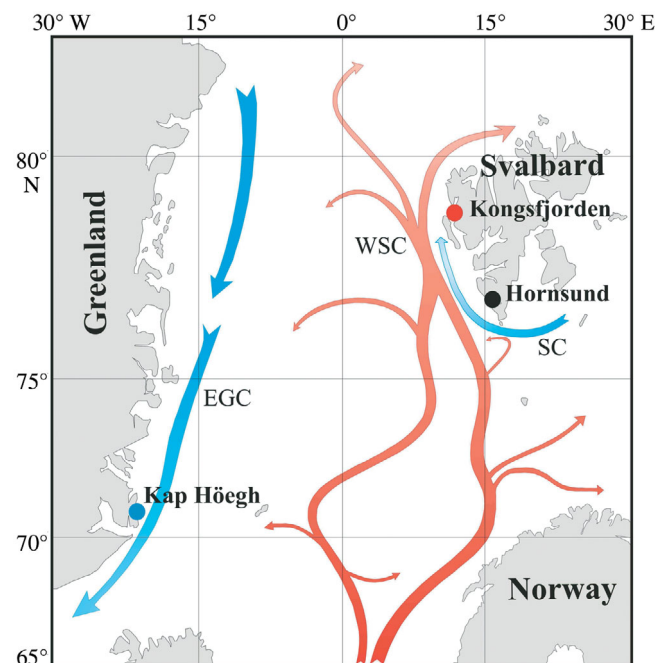 30° W 15° 0° 15° 30° E
80°
N
Svalbard
Kongsfjorden
Greenland
WSC
Hornsund
SC
75°
EGC
Kap Höegh
70°
Norway
65°